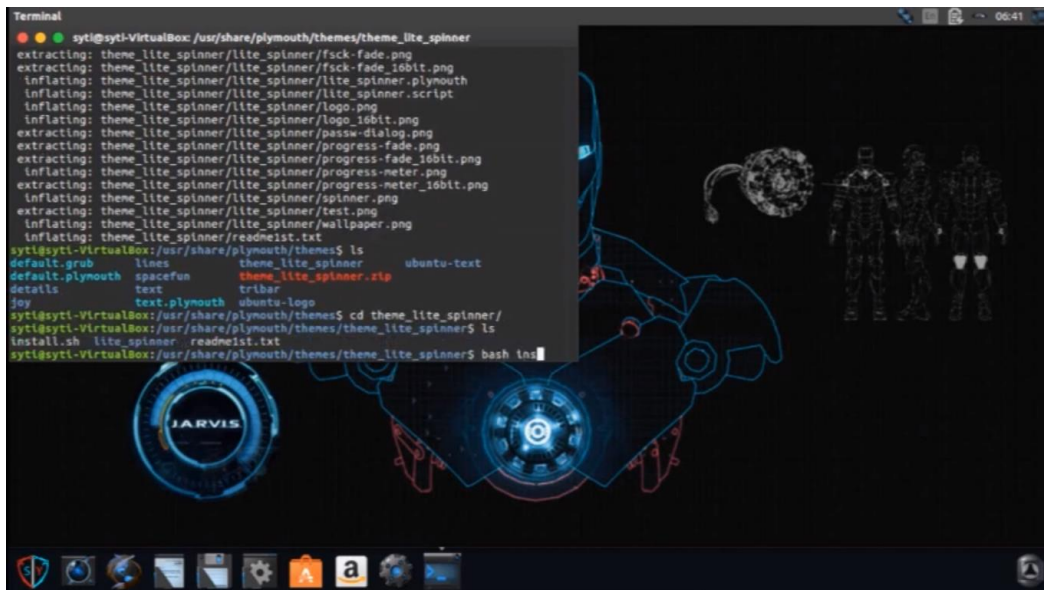 Terminal
06:41
syti@syti-VirtualBox: /usr/share/plymouth/themes/theme_lite_spinner
extracting: theme_lite_spinner/lite_spinner/fsck-fade.png
extracting: theme_lite_spinner/lite_spinner/fsck-fade_16bit.png
inflating: theme_lite_spinner/lite_spinner/lite_spinner.plymouth
inflating: theme_lite_spinner/lite_spinner/lite_spinner.script
inflating: theme_lite_spinner/lite_spinner/logo.png
inflating: theme_lite_spinner/lite_spinner/logo_16bit.png
extracting: theme_lite_spinner/lite_spinner/passw-dialog.png
extracting: theme_lite_spinner/lite_spinner/progress-fade.png
extracting: theme_lite_spinner/lite_spinner/progress-fade_16bit.png
inflating: theme_lite_spinner/lite_spinner/progress-meter.png
extracting: theme_lite_spinner/lite_spinner/progress-meter_16bit.png
inflating: theme_lite_spinner/lite_spinner/spinner.png
extracting: theme_lite_spinner/lite_spinner/test.png
inflating: theme_lite_spinner/lite_spinner/wallpaper.png
inflating: theme_lite_spinner/readme1st.txt
syti@syti-VirtualBox:/usr/share/plymouth/themes$ ls
default.grub lines theme_lite_spinner ubuntu-text
default.plymouth spacefun theme_lite_spinner.zip
details text tribar
joy text.plymouth ubuntu-logo
syti@syti-VirtualBox:/usr/share/plymouth/themes$ cd theme_lite_spinner/
syti@syti-VirtualBox:/usr/share/plymouth/themes/theme_lite_spinner$ ls
install.sh lite_spinner readme1st.txt
syti@syti-VirtualBox:/usr/share/plymouth/themes/theme_lite_spinner$ bash ins
J.A.R.V.I.S.
S Y
A
a